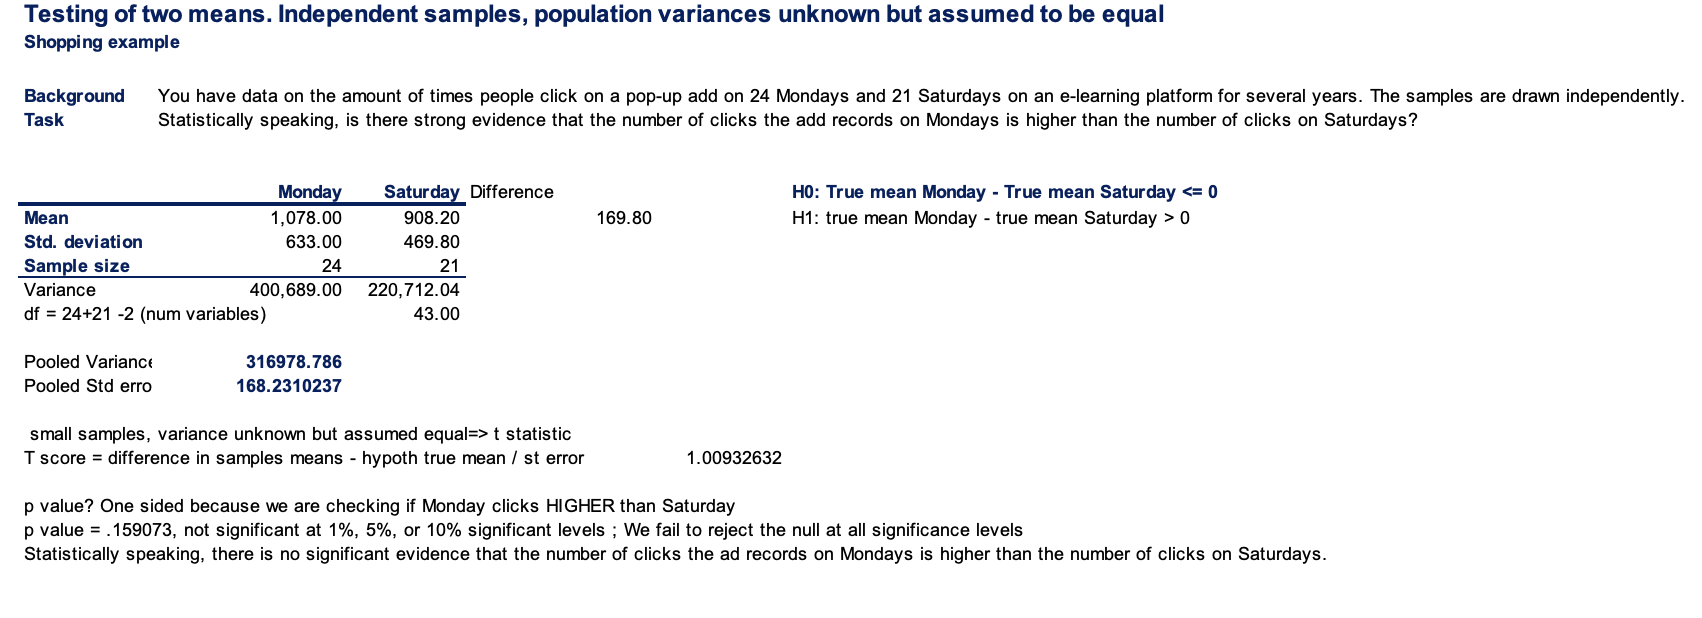 Testing of two means. Independent samples, population variances unknown but assumed to be equal
Shopping example
Background You have data on the amount of times people click on a pop-up add on 24 Mondays and 21 Saturdays on an e-learning platform for several years. The samples are drawn independently.
Task Statistically speaking, is there strong evidence that the number of clicks the add records on Mondays is higher than the number of clicks on Saturdays?
Monday Saturday Difference H0: True mean Monday - True mean Saturday <= 0
Mean 1,078.00 908.20 169.80 H1: true mean Monday - true mean Saturday > 0
Std. deviation 633.00 469.80
Sample size 24 21
Variance 400,689.00 220,712.04
df = 24+21 -2 (num variables) 43.00
Pooled Variance 316978.786
Pooled Std erro 168.2310237
small samples, variance unknown but assumed equal=> t statistic
T score = difference in samples means - hypoth true mean / st error 1.00932632
p value? One sided because we are checking if Monday clicks HIGHER than Saturday
p value = .159073, not significant at 1%, 5%, or 10% significant levels ; We fail to reject the null at all significance levels
Statistically speaking, there is no significant evidence that the number of clicks the ad records on Mondays is higher than the number of clicks on Saturdays.